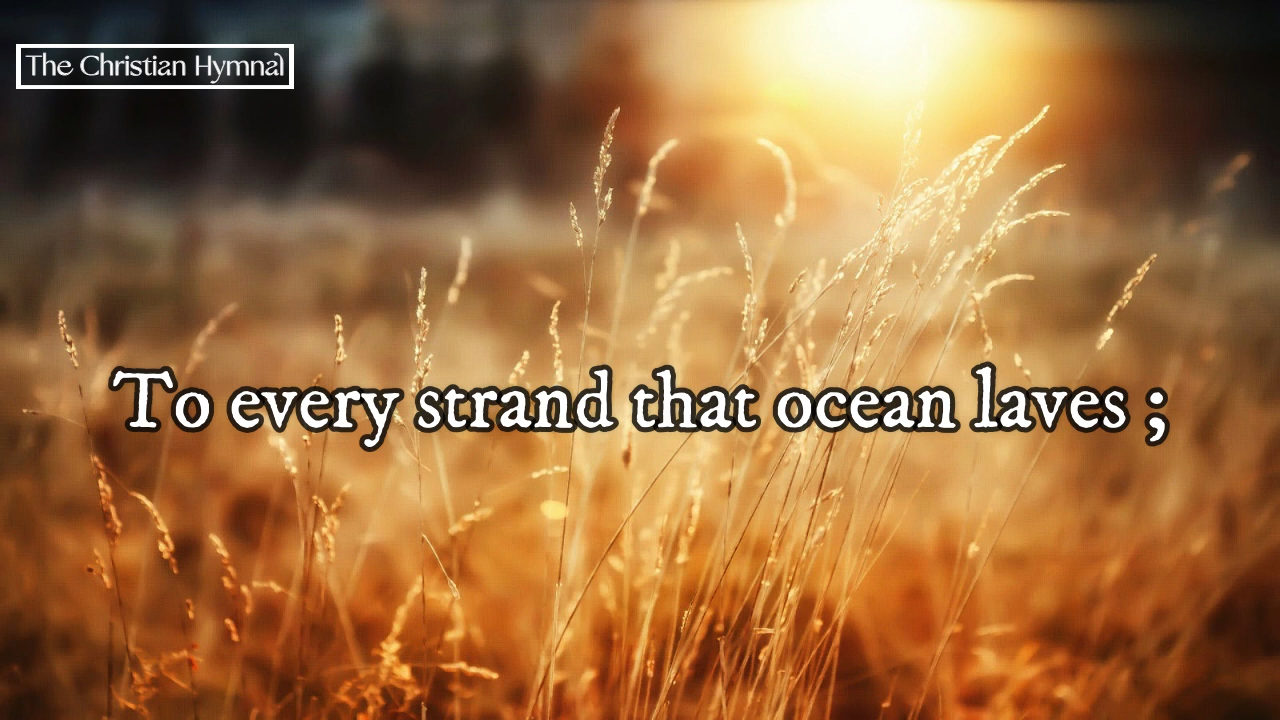 The Christian Hymnal
To every strand that ocean laves ;